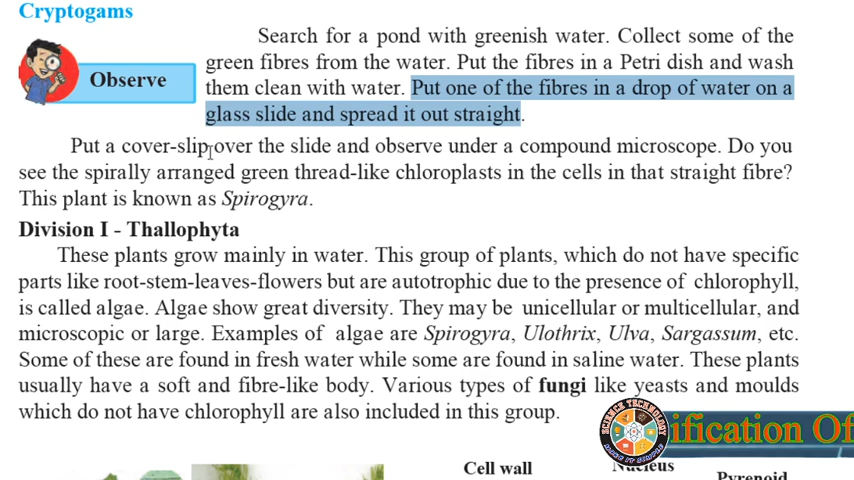 Cryptogams
Search for a pond with greenish water. Collect some of the
Observe
green fibres from the water. Put the fibres in a Petri dish and wash
them clean with water. Put one of the fibres in a drop of water on a
glass slide and spread it out straight.
Put a cover-slip over the slide and observe under a compound microscope. Do you
see the spirally arranged green thread-like chloroplasts in the cells in that straight fibre?
This plant is known as Spirogyra.
Division I - Thallophyta
These plants grow mainly in water. This group of plants, which do not have specific
parts like root-stem-leaves-flowers but are autotrophic due to the presence of chlorophyll,
is called algae. Algae show great diversity. They may be unicellular or multicellular, and
microscopic or large. Examples of algae are Spirogyra, Ulothrix, Ulva, Sargassum, etc.
Some of these are found in fresh water while some are found in saline water. These plants
usually have a soft and fibre-like body. Various types of fungi like yeasts and moulds
which do not have chlorophyll are also included in this group.
SCIENCE TECHNOLOGY
MAKE IT SIMPLE
ification Of
Cell wall
Nucleus
Pyrenoid